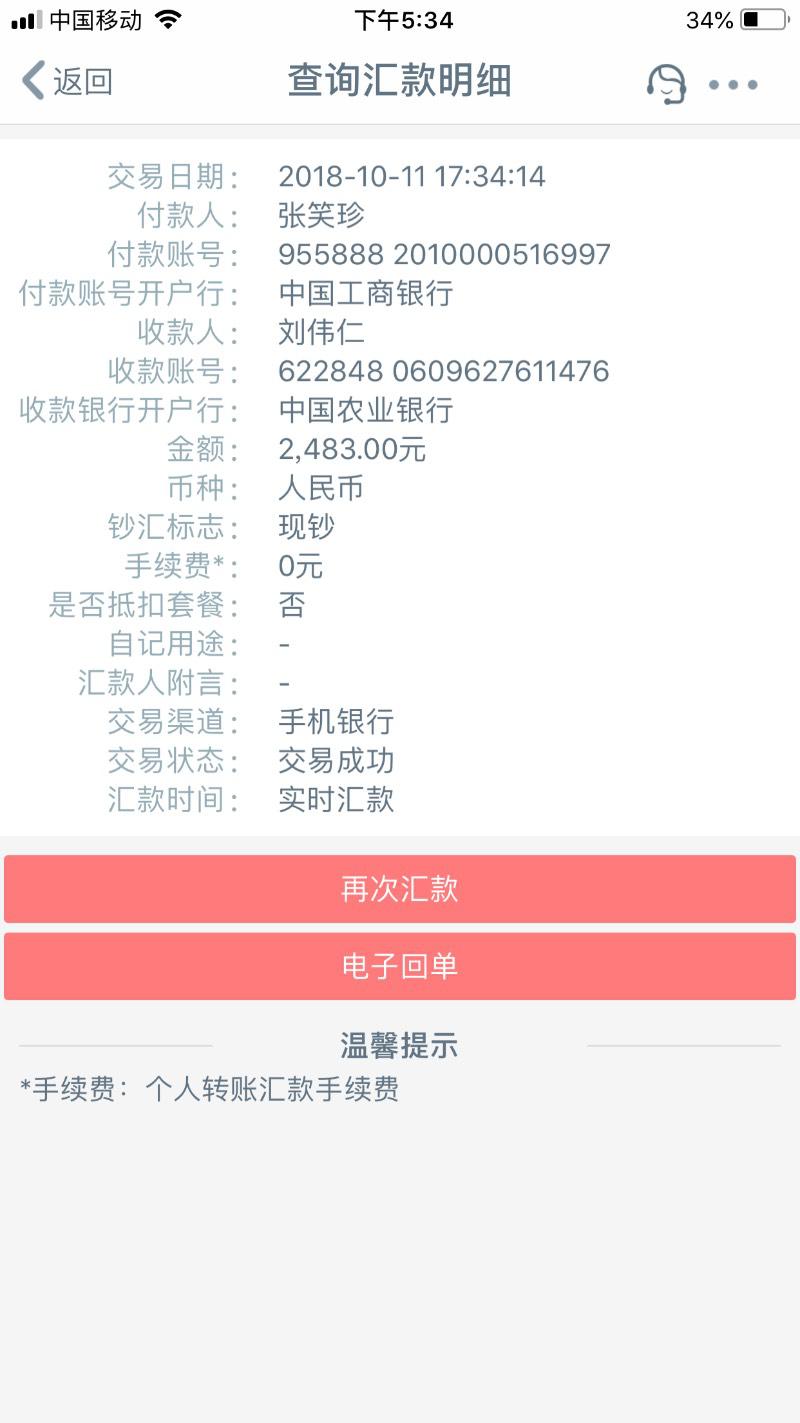 中国移动 下午5:34 34%
返回 查询汇款明细
交易日期： 2018-10-11 17:34:14
付款人： 张笑珍
付款账号： 955888 2010000516997
付款账号开户行： 中国工商银行
收款人： 刘伟仁
收款账号： 622848 0609627611476
收款银行开户行： 中国农业银行
金额： 2,483.00元
币种： 人民币
钞汇标志： 现钞
手续费*： 0元
是否抵扣套餐： 否
自记用途： -
汇款人附言： -
交易渠道： 手机银行
交易状态： 交易成功
汇款时间： 实时汇款
再次汇款
电子回单
温馨提示
*手续费：个人转账汇款手续费